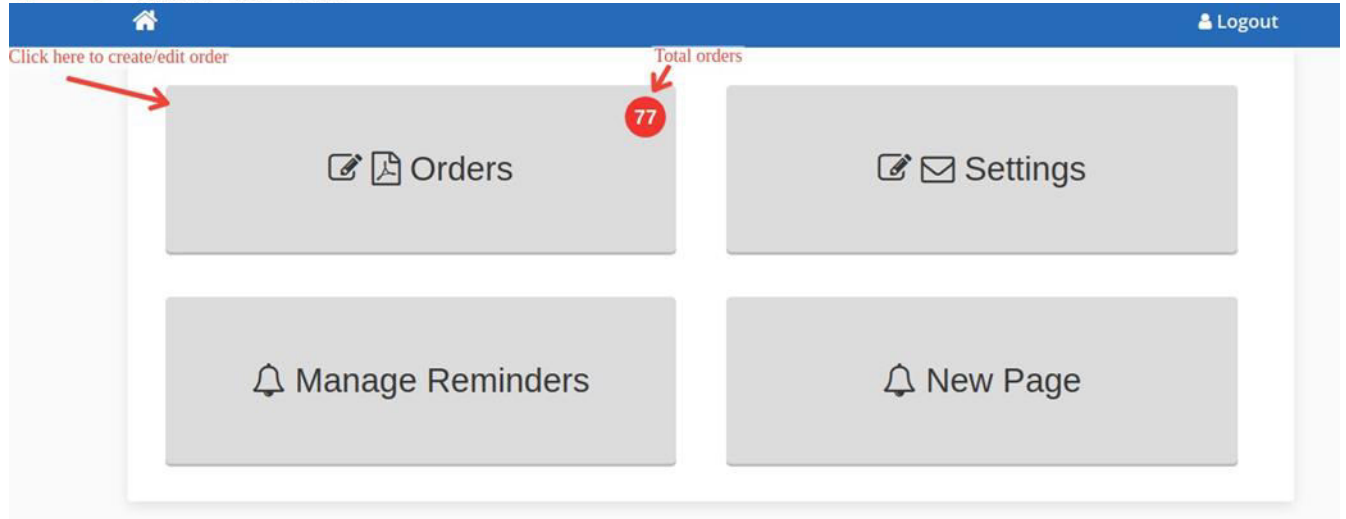 Logout
Click here to create/edit order
Total orders
77
Orders
Settings
Manage Reminders
New Page